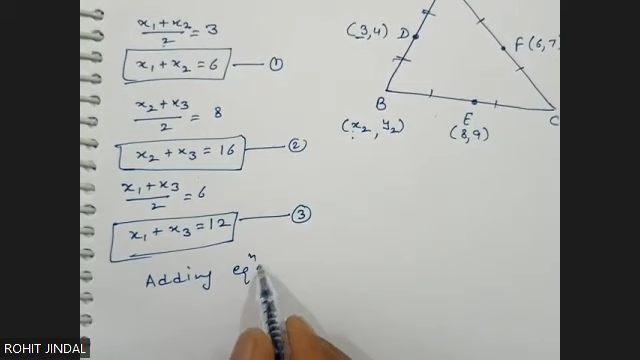 x₁ + x₂ / 2 = 3
x₁ + x₂ = 6 ①
x₂ + x₃ / 2 = 8
x₂ + x₃ = 16 ②
x₁ + x₃ / 2 = 6
x₁ + x₃ = 12 ③
Adding eqⁿ
(3,4) D
F (6,7)
B
E
C
(x₂, y₂)
(8,9)
ROHIT JINDAL